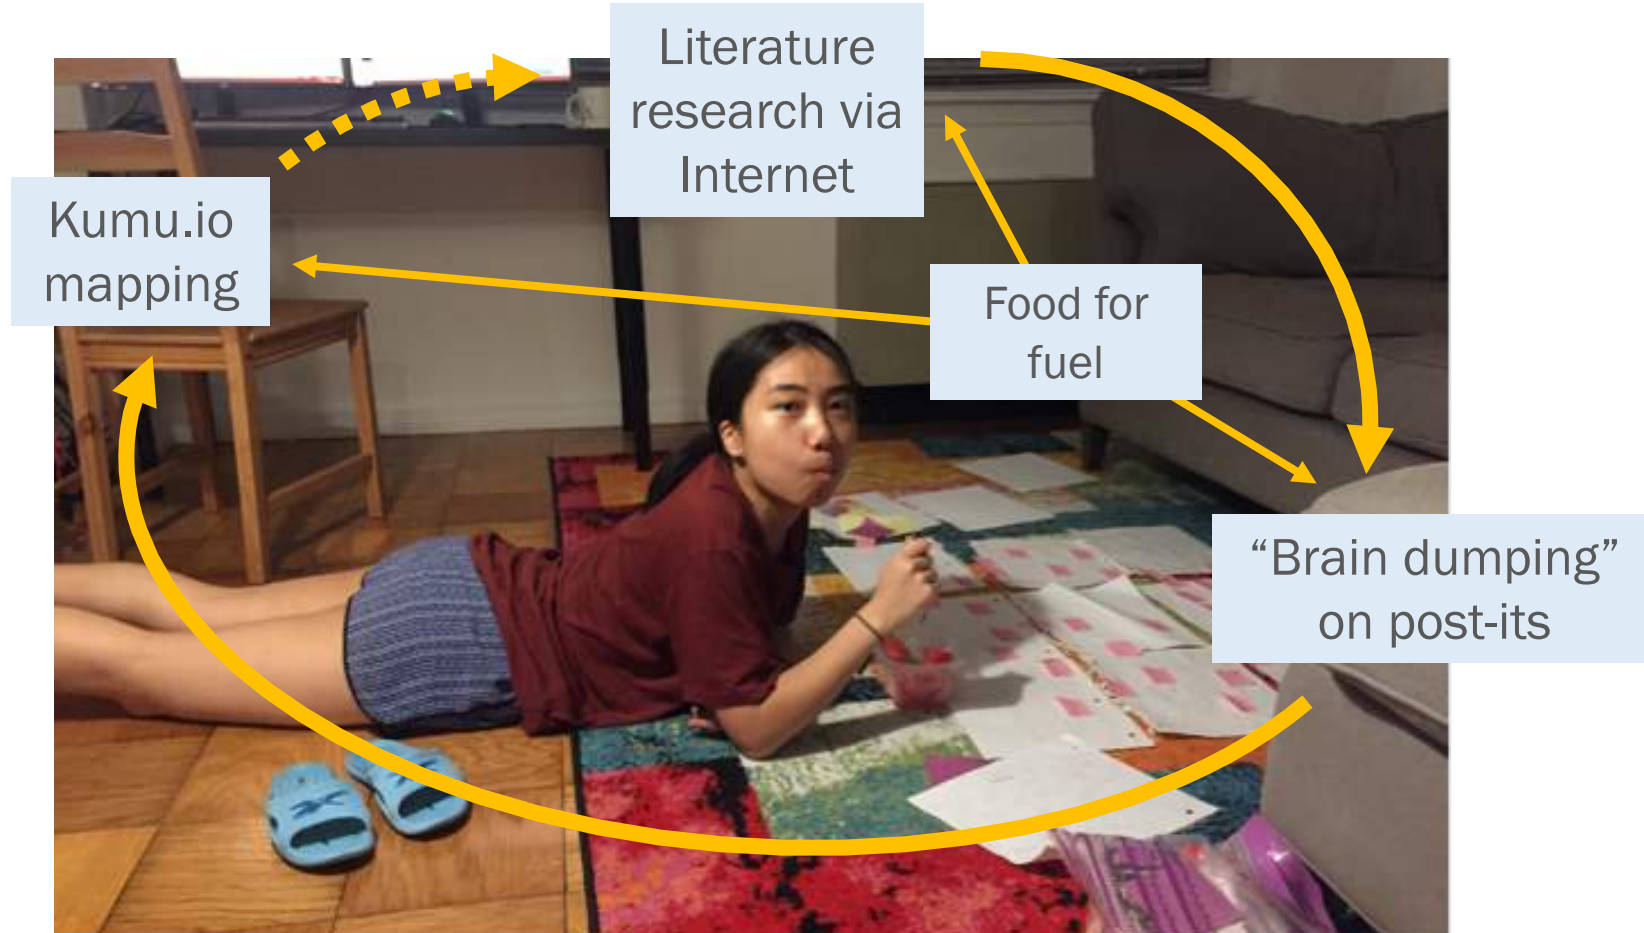 Literature
research via
Internet
Kumu.io
mapping
Food for
fuel
“Brain dumping”
on post-its